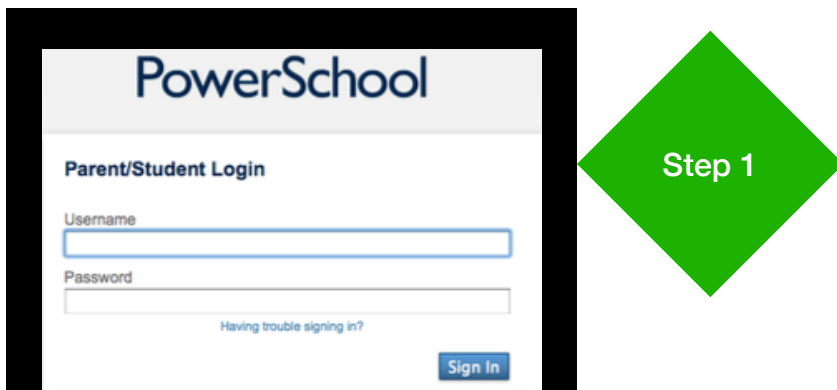 PowerSchool
Parent/Student Login
Username
Password
Having trouble signing in?
Sign In
Step 1